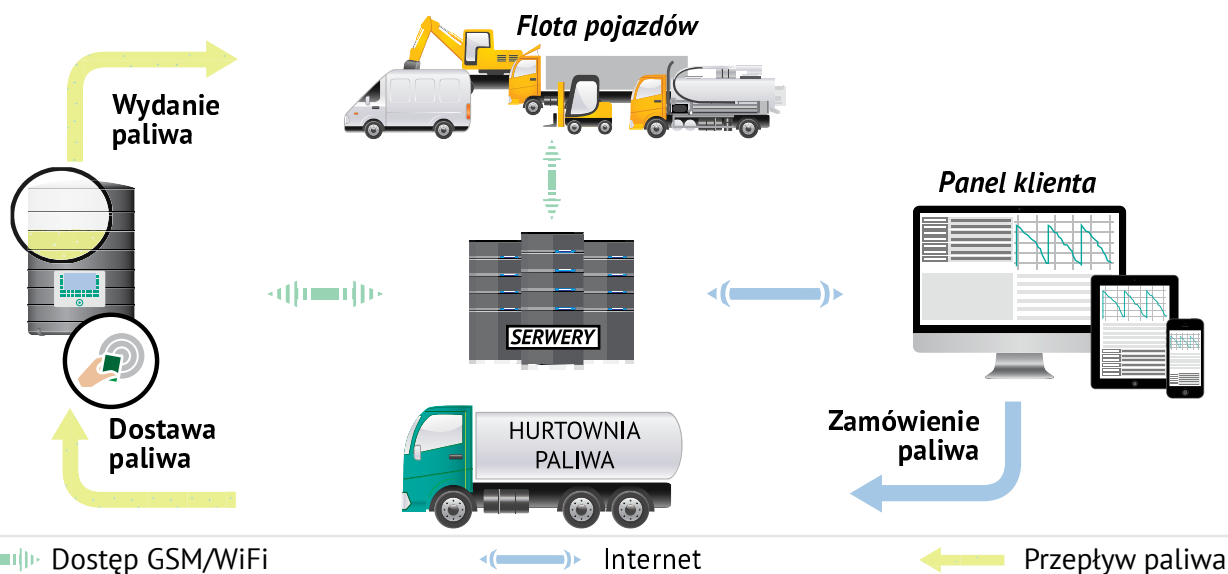 Flota pojazdów
Wydanie
paliwa
Panel klienta
SERWERY
Dostawa
paliwa
HURTOWNIA
PALIWA
Zamówienie
paliwa
Dostęp GSM/WiFi
Internet
Przepływ paliwa